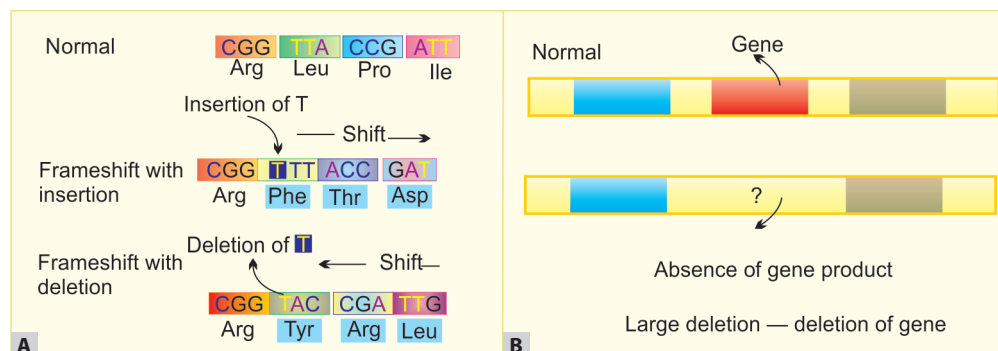 Normal
CGG TTA CCG ATT
Arg Leu Pro Ile
Insertion of T
Shift
Frameshift with
insertion
CGG TTT ACC GAT
Arg Phe Thr Asp
Deletion of T
Frameshift with
deletion
Shift
CGG TAC CGA TTG
Arg Tyr Arg Leu
A
Gene
Normal
?
Absence of gene product
Large deletion — deletion of gene
B